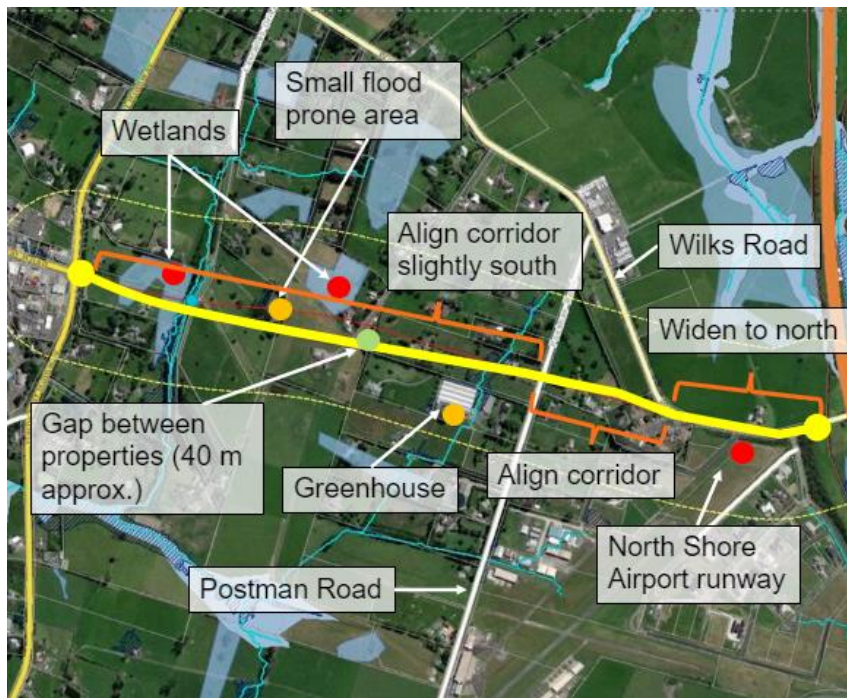 Small flood
prone area
Wetlands
Align corridor
slightly south
Wilks Road
Widen to north
Gap between
properties (40 m
approx.)
Greenhouse
Align corridor
North Shore
Airport runway
Postman Road